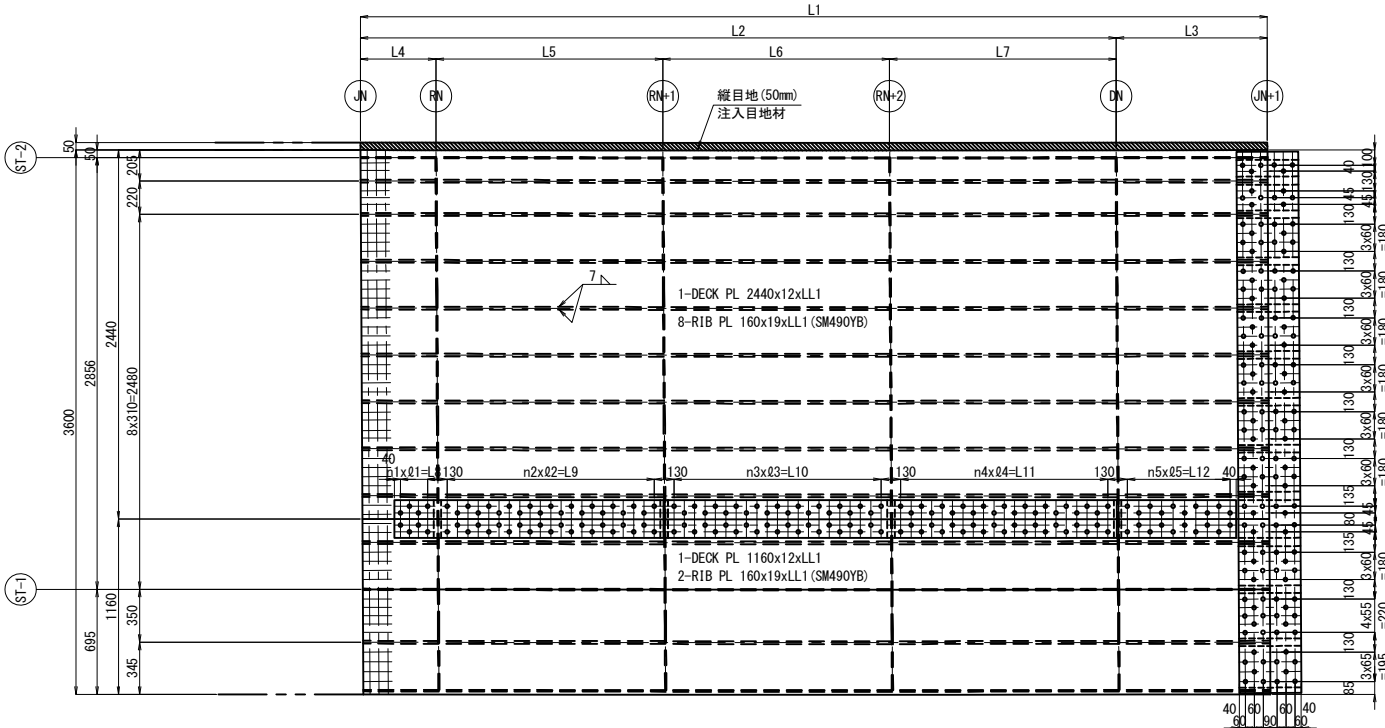 L1
L2
L3
L4
L5
L6
L7
JN
RN
RN+1
RN+2
DN
JN+1
縦目地(50mm)
注入目地材
ST-2
50
50
205
220
2440
2856
8x310=2480
3600
7
1-DECK PL 2440x12xLL1
8-RIB PL 160x19xLL1(SM490YB)
40
n1xℓ1=L8
130
n2xℓ2=L9
130
n3xℓ3=L10
130
n4xℓ4=L11
130
n5xℓ5=L12
40
1-DECK PL 1160x12xLL1
2-RIB PL 160x19xLL1(SM490YB)
ST-1
1160
695
350
345
100
40
130
45
45
130
3x60
=180
130
3x60
=180
130
3x60
=180
130
3x60
=180
130
3x60
=180
130
3x60
=180
135
45
80
45
135
3x60
=180
130
4x55
=220
130
3x65
=195
85
40
60
60
40
60
90
60